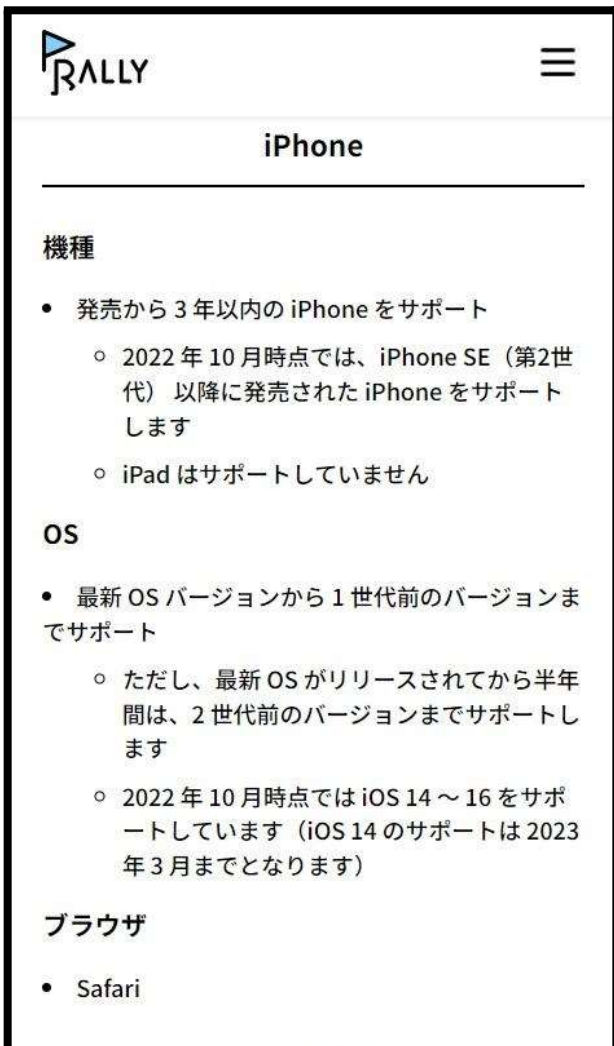 RALLY
iPhone
機種
• 発売から 3 年以内の iPhone をサポート
○ 2022 年 10 月時点では、iPhone SE（第2世
代） 以降に発売された iPhone をサポート
します
○ iPad はサポートしていません
OS
• 最新 OS バージョンから 1 世代前のバージョンま
でサポート
○ ただし、最新 OS がリリースされてから半年
間は、2 世代前のバージョンまでサポートし
ます
○ 2022 年 10 月時点では iOS 14 ～ 16 をサポ
ートしています（iOS 14 のサポートは 2023
年 3 月までとなります）
ブラウザ
• Safari